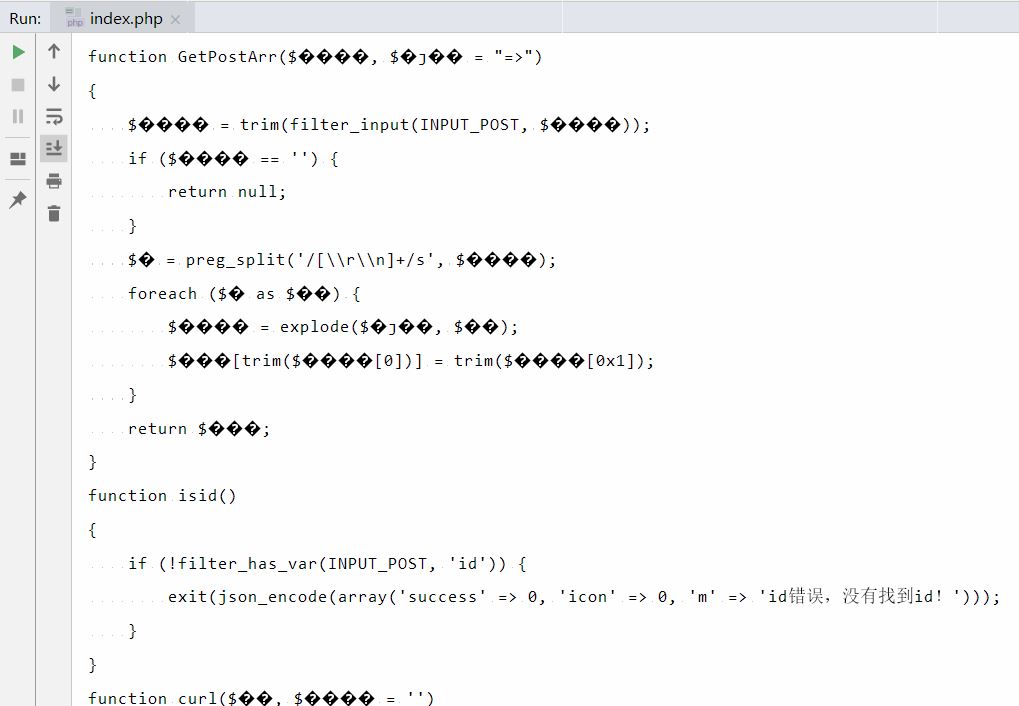 Run: index.php
function GetPostArr($����, $�ȷ�� = "=>")
{
$���� = trim(filter_input(INPUT_POST, $����));
if ($���� == '') {
return null;
}
$� = preg_split('/[\\r\\n]+/s', $����);
foreach ($� as $��) {
$���� = explode($�ȷ��, $��);
$���[trim($����[0])] = trim($����[0x1]);
}
return $���;
}
function isid()
{
if (!filter_has_var(INPUT_POST, 'id')) {
exit(json_encode(array('success' => 0, 'icon' => 0, 'm' => 'id错误，没有找到id！')));
}
}
function curl($��, $���� = '')